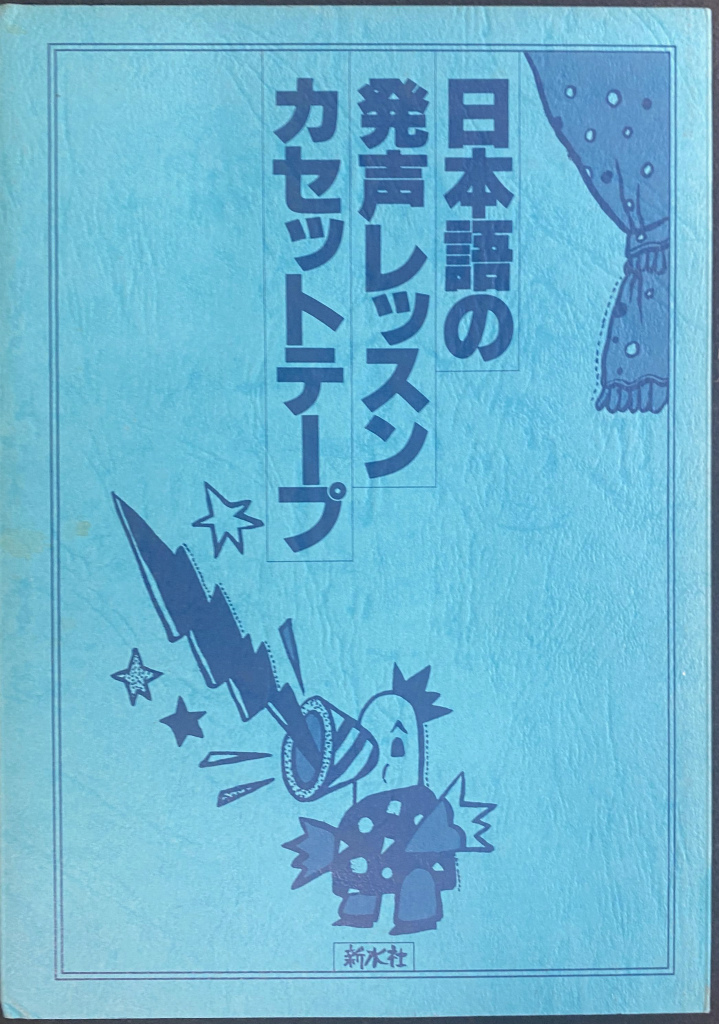 日本語の
発声レッスン
カセットテープ
新水社